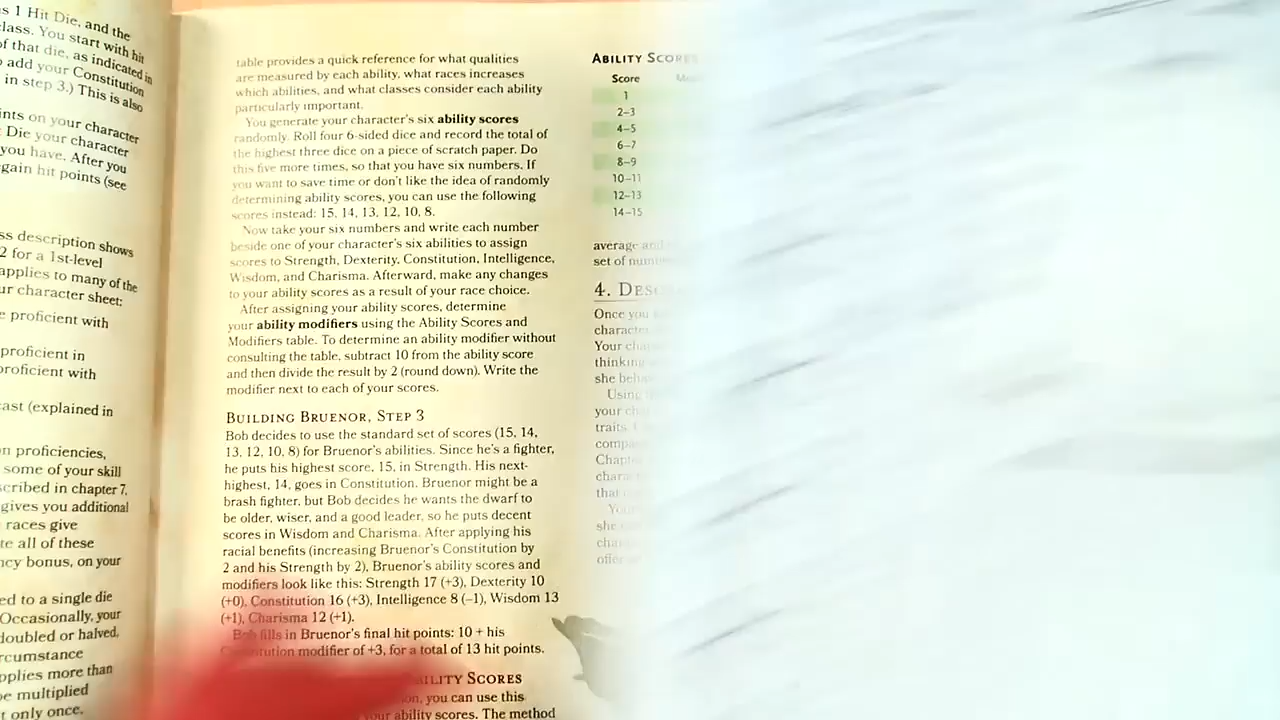 s 1 Hit Die, and the
class. You start with hit
of that die, as indicated in
add your Constitution
in step 3.) This is also
ints on your character
Die your character
you have. After you
gain hit points (see
ss description shows
2 for a 1st-level
applies to many of the
ur character sheet:
e proficient with
proficient in
proficient with
cast (explained in
n proficiencies,
some of your skill
scribed in chapter 7,
gives you additional
races give
te all of these
ncy bonus, on your
ed to a single die
Occasionally, your
doubled or halved,
rcumstance
pplies more than
be multiplied
t only once.
table provides a quick reference for what qualities
are measured by each ability, what races increases
which abilities, and what classes consider each ability
particularly important.
You generate your character's six ability scores
randomly. Roll four 6-sided dice and record the total of
the highest three dice on a piece of scratch paper. Do
this five more times, so that you have six numbers. If
you want to save time or don't like the idea of randomly
determining ability scores, you can use the following
scores instead: 15, 14, 13, 12, 10, 8.
Now take your six numbers and write each number
beside one of your character's six abilities to assign
scores to Strength, Dexterity, Constitution, Intelligence,
Wisdom, and Charisma. Afterward, make any changes
to your ability scores as a result of your race choice.
After assigning your ability scores, determine
your ability modifiers using the Ability Scores and
Modifiers table. To determine an ability modifier without
consulting the table, subtract 10 from the ability score
and then divide the result by 2 (round down). Write the
modifier next to each of your scores.
BUILDING BRUENOR, STEP 3
Bob decides to use the standard set of scores (15, 14,
13, 12, 10, 8) for Bruenor's abilities. Since he's a fighter,
he puts his highest score, 15, in Strength. His next-
highest, 14, goes in Constitution. Bruenor might be a
brash fighter, but Bob decides he wants the dwarf to
be older, wiser, and a good leader, so he puts decent
scores in Wisdom and Charisma. After applying his
racial benefits (increasing Bruenor's Constitution by
2 and his Strength by 2), Bruenor's ability scores and
modifiers look like this: Strength 17 (+3), Dexterity 10
(+0), Constitution 16 (+3), Intelligence 8 (–1), Wisdom 13
(+1), Charisma 12 (+1).
Bob fills in Bruenor's final hit points: 10 + his
Constitution modifier of +3, for a total of 13 hit points.
ABILITY SCORES
on, you can use this
your ability scores. The method
ABILITY SCORES
Score
1
2–3
4–5
6–7
8–9
10–11
12–13
14–15
average and
set of num
4. DES
Once you
character
Your cha
thinking
she beha
Using
your cha
traits.
comp
Chapt
chara
that
You
she
cha
offer